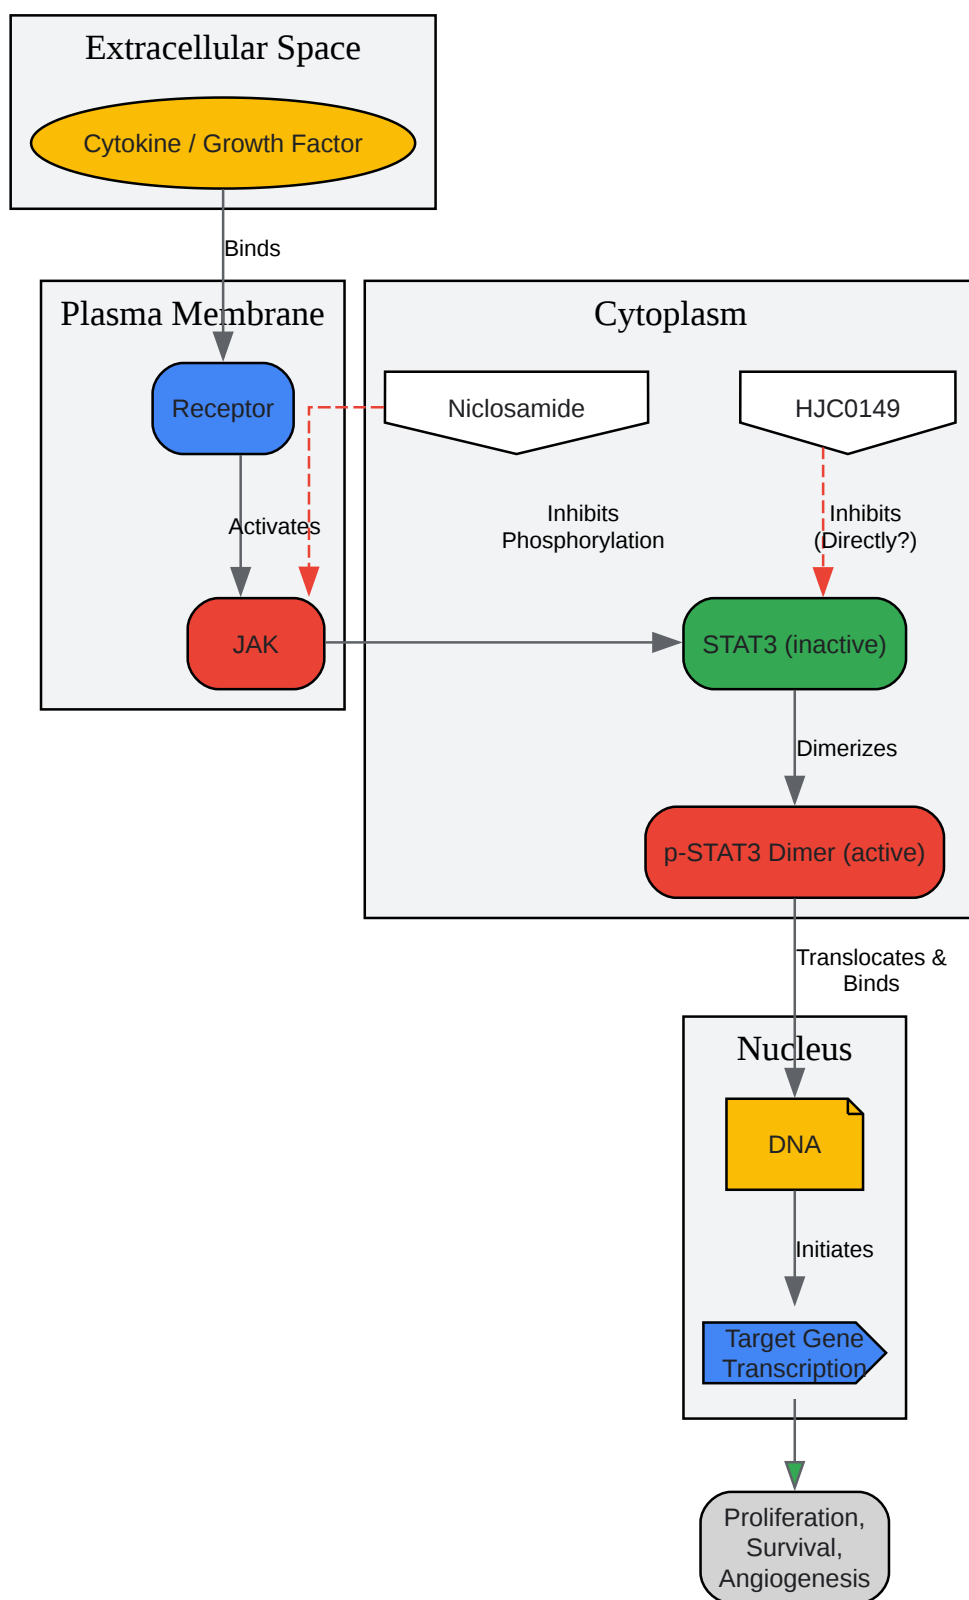 Extracellular Space
Cytokine / Growth Factor
Binds
Plasma Membrane
Cytoplasm
Receptor
Niclosamide
HJC0149
Activates
Inhibits
Phosphorylation
Inhibits
(Directly?)
JAK
STAT3 (inactive)
Dimerizes
p-STAT3 Dimer (active)
Translocates &
Binds
Nucleus
DNA
Initiates
Target Gene
Transcription
Proliferation,
Survival,
Angiogenesis